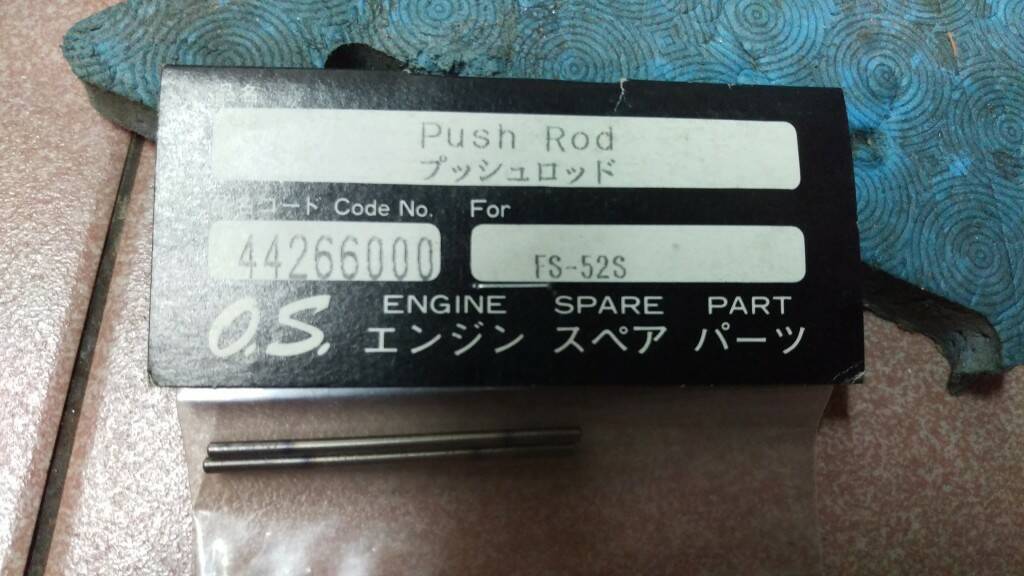 Push Rod
プッシュロッド
コード Code No. For
44266000 FS-52S
O.S. ENGINE SPARE PART
エンジン スペア パーツ